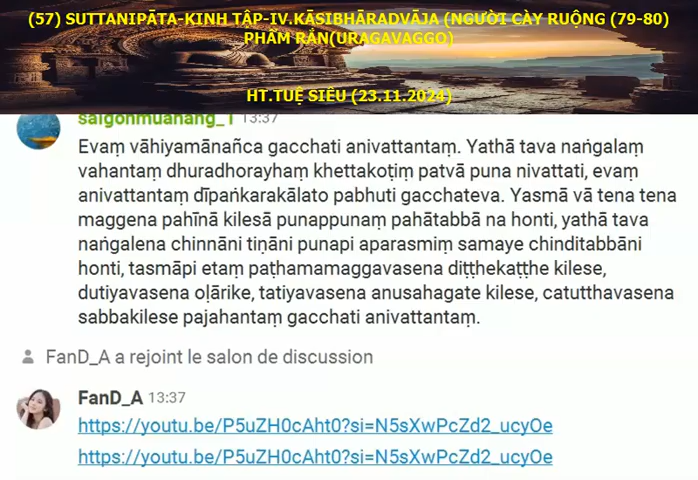 (57) SUTTANIPĀTA-KINH TẬP-IV.KĀSIBHĀRADVĀJA (NGƯỜI CÀY RUỘNG (79-80)
PHẨM RẮN(URAGAVAGGO)
HT.TUỆ SIÊU (23.11.2024)
saigonmuanang_1 13:37
Evaṃ vāhiyamānañca gacchati anivattantaṃ. Yathā tava naṅgalaṃ
vahantaṃ dhuradhorayhaṃ khettakoṭiṃ patvā puna nivattati, evaṃ
anivattantaṃ dīpaṅkarakālato pabhuti gacchateva. Yasmā vā tena tena
maggena pahīnā kilesā punappunaṃ pahātabbā na honti, yathā tava
naṅgalena chinnāni tiṇāni punapi aparasmiṃ samaye chinditabbāni
honti, tasmāpi etaṃ paṭhamamaggavasena diṭṭhekaṭṭhe kilese,
dutiyavasena oḷārike, tatiyavasena anusahagate kilese, catutthavasena
sabbakilese pajahantaṃ gacchati anivattantaṃ.
FanD_A a rejoint le salon de discussion
FanD_A 13:37
https://youtu.be/P5uZH0cAht0?si=N5sXwPcZd2_ucyOe
https://youtu.be/P5uZH0cAht0?si=N5sXwPcZd2_ucyOe